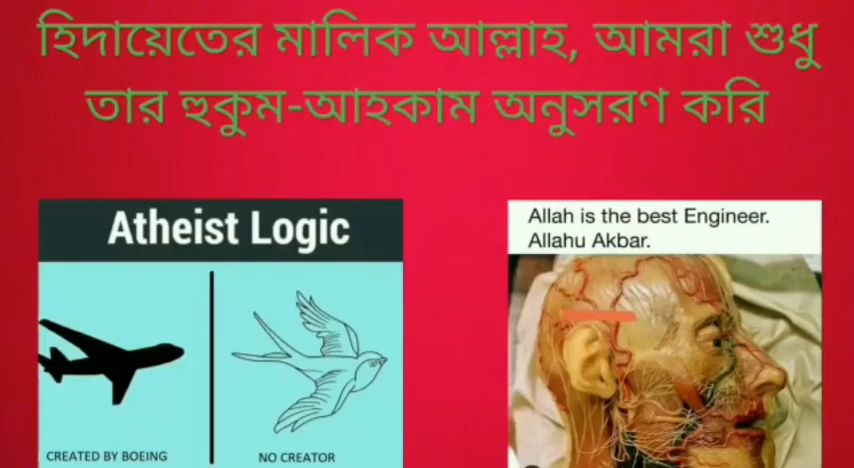 হিদায়েতের মালিক আল্লাহ, আমরা শুধু
তার হুকুম-আহকাম অনুসরণ করি
Atheist Logic
CREATED BY BOEING
NO CREATOR
Allah is the best Engineer.
Allahu Akbar.